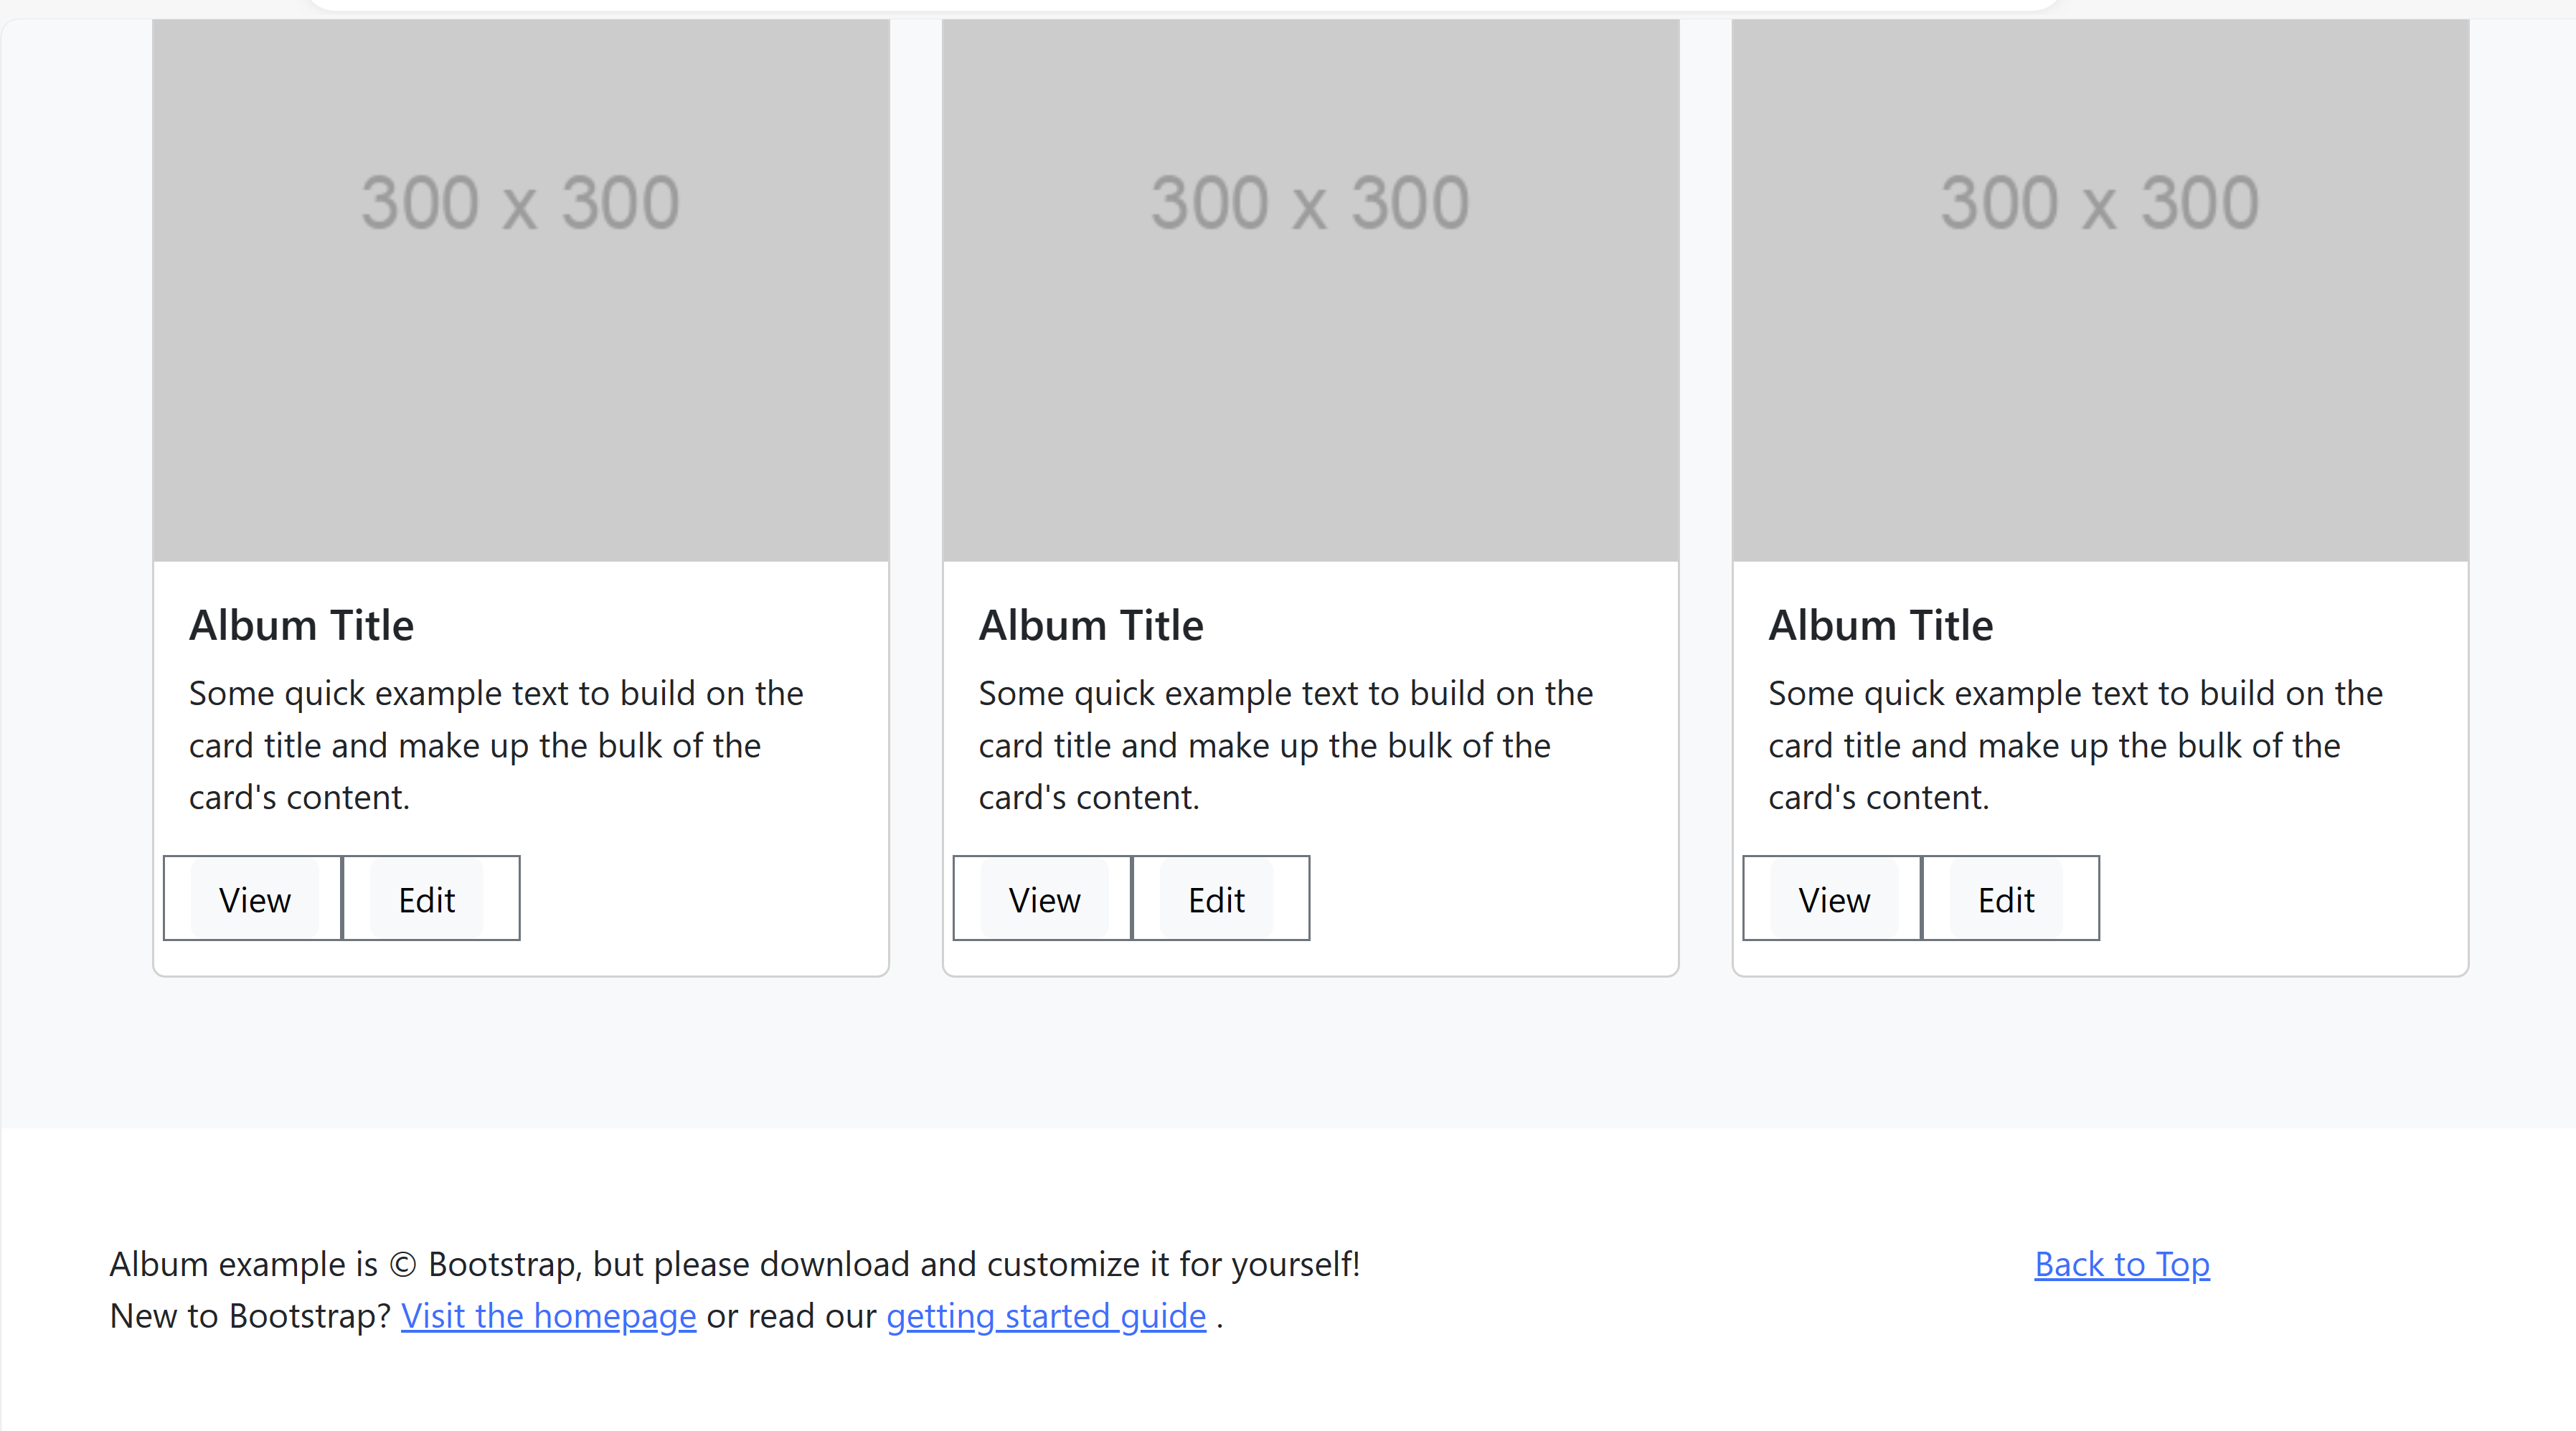 300 x 300
300 x 300
300 x 300
Album Title
Some quick example text to build on the
card title and make up the bulk of the
card's content.
View
Edit
Album Title
Some quick example text to build on the
card title and make up the bulk of the
card's content.
View
Edit
Album Title
Some quick example text to build on the
card title and make up the bulk of the
card's content.
View
Edit
Album example is © Bootstrap, but please download and customize it for yourself!
New to Bootstrap? Visit the homepage or read our getting started guide .
Back to Top